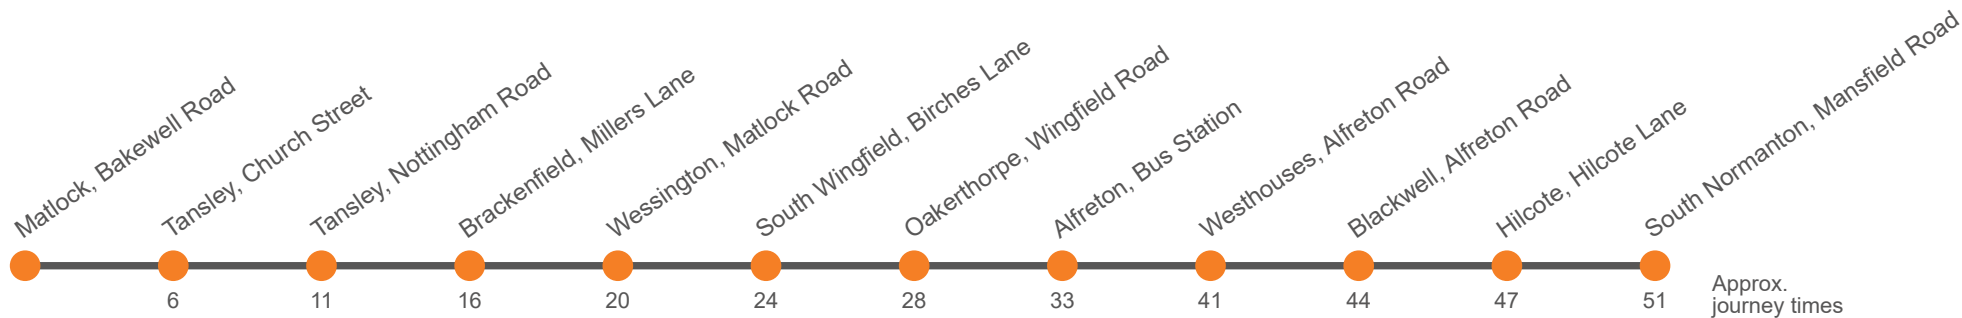 Matlock, Bakewell Road
Tansley, Church Street
Tansley, Nottingham Road
Brackenfield, Millers Lane
Wessington, Matlock Road
South Wingfield, Birches Lane
Oakerthorpe, Wingfield Road
Alfreton, Bus Station
Westhouses, Alfreton Road
Blackwell, Alfreton Road
Hilcote, Hilcote Lane
South Normanton, Mansfield Road
6 11 16 20 24 28 33 41 44 47 51
Approx.
journey times